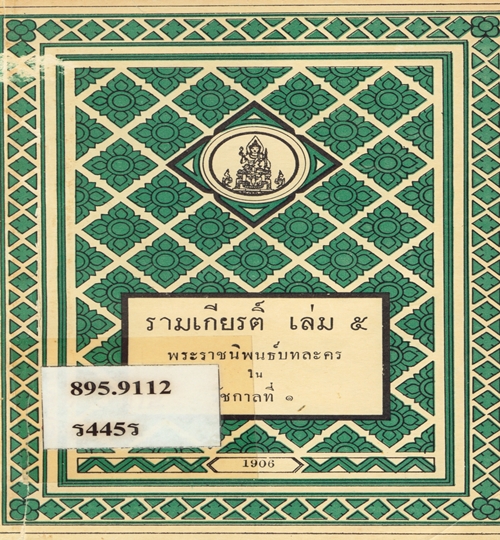 รามเกียรติ์ เล่ม ๕
พระราชนิพนธ์บทละคร
ใน
ชกาลที่ ๑
895.9112
ร445ร
1906